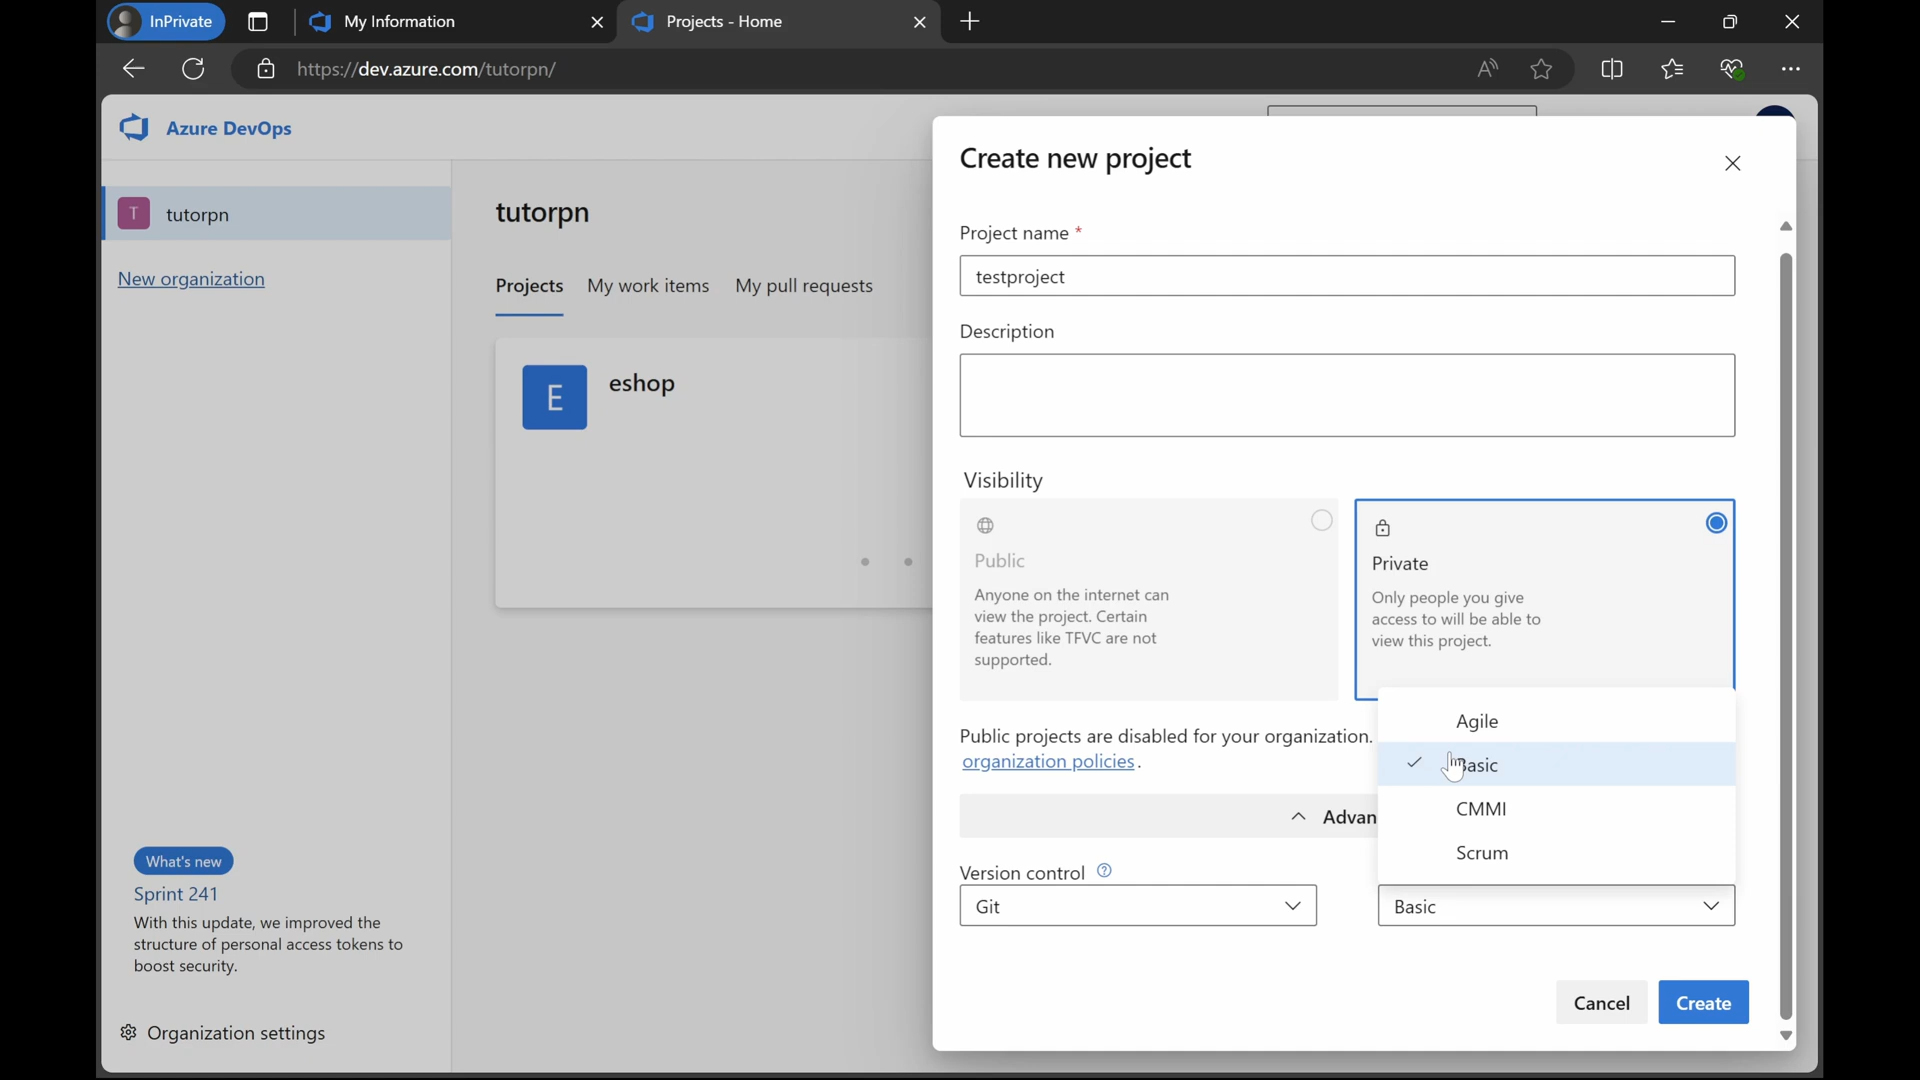 InPrivate
My Information
Projects - Home
https://dev.azure.com/tutorpn/
Azure DevOps
T
tutorpn
New organization
What's new
Sprint 241
With this update, we improved the
structure of personal access tokens to
boost security.
Organization settings
tutorpn
Projects
My work items
My pull requests
E
eshop
Create new project
Project name *
testproject
Description
Visibility
Public
Anyone on the internet can
view the project. Certain
features like TFVC are not
supported.
Private
Only people you give
access to will be able to
view this project.
Public projects are disabled for your organization.
organization policies.
Advan
Version control
Git
Agile
Basic
CMMI
Scrum
Basic
Cancel
Create